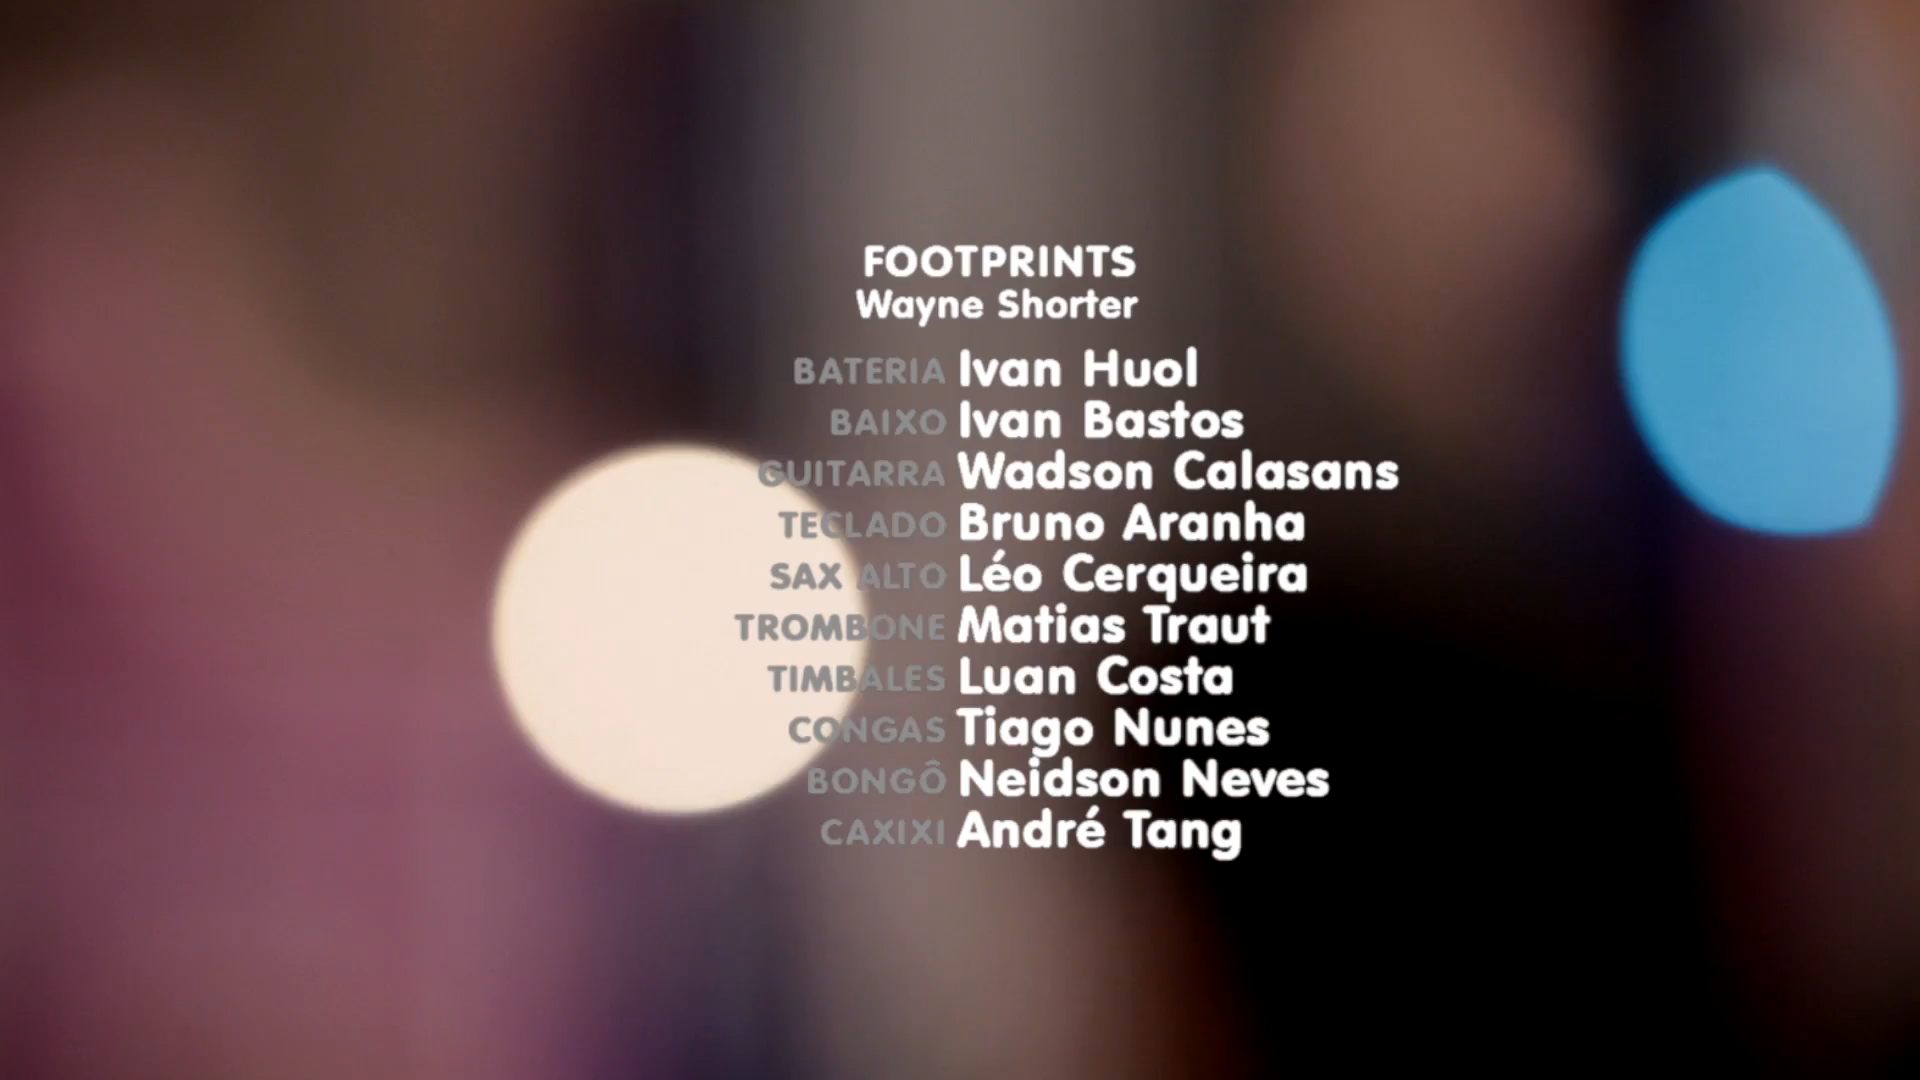 FOOTPRINTS
Wayne Shorter
BATERIA Ivan Huol
BAIXO Ivan Bastos
GUITARRA Wadson Calasans
TECLADO Bruno Aranha
SAX ALTO Léo Cerqueira
TROMBONE Matias Traut
TIMBALES Luan Costa
CONGAS Tiago Nunes
BONGÔ Neidson Neves
CAXIXI André Tang